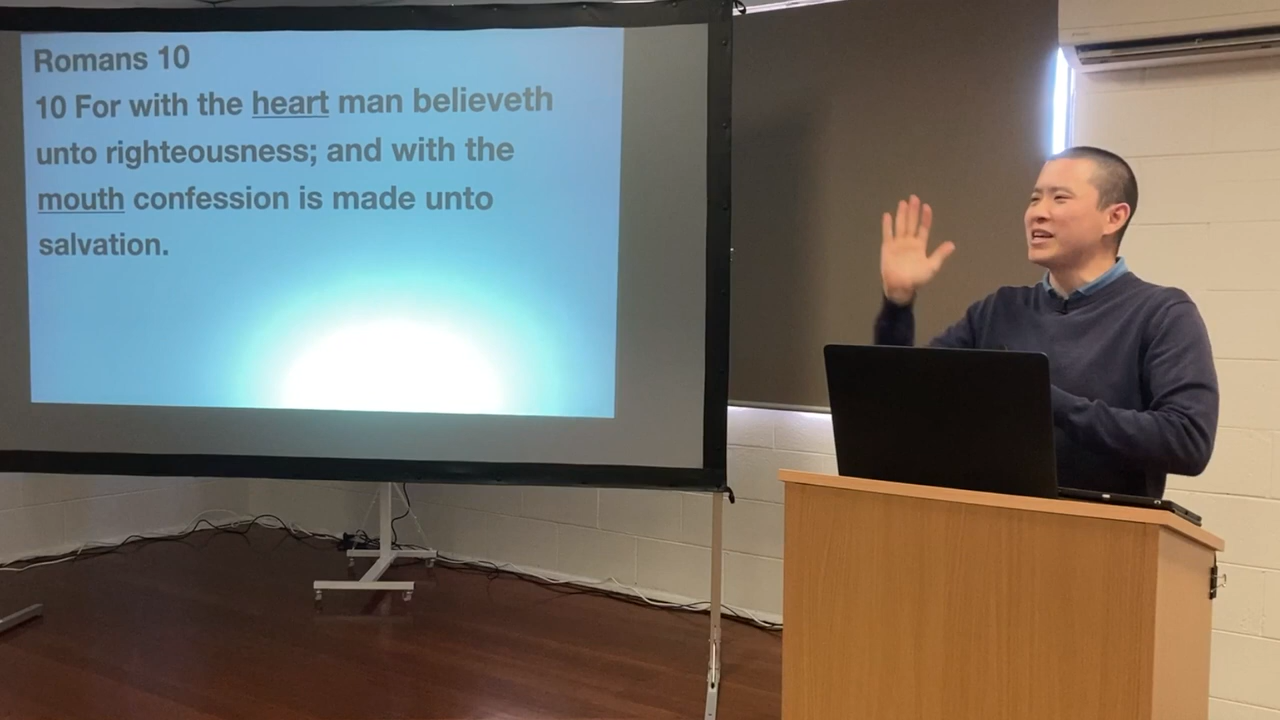 Romans 10
10 For with the heart man believeth
unto righteousness; and with the
mouth confession is made unto
salvation.